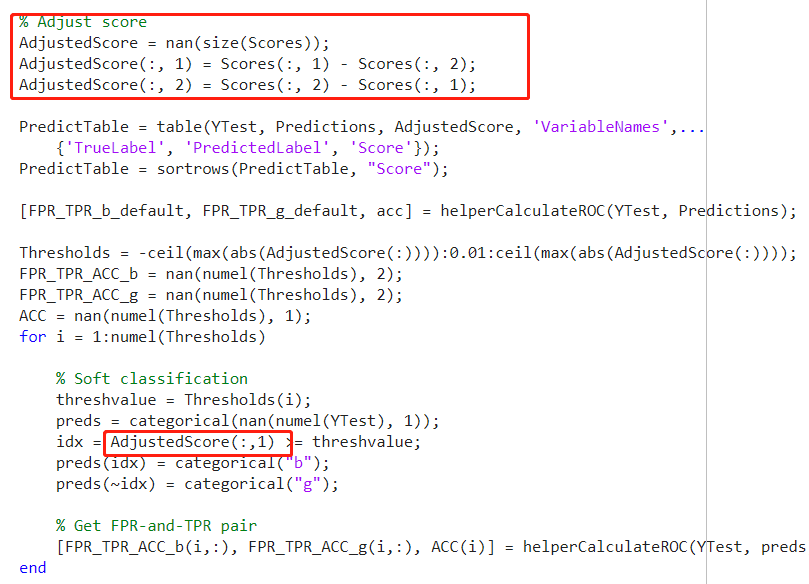 % Adjust score
AdjustedScore = nan(size(Scores));
AdjustedScore(:, 1) = Scores(:, 1) - Scores(:, 2);
AdjustedScore(:, 2) = Scores(:, 2) - Scores(:, 1);
PredictTable = table(YTest, Predictions, AdjustedScore, 'VariableNames',...
{'TrueLabel', 'PredictedLabel', 'Score'});
PredictTable = sortrows(PredictTable, "Score");
[FPR_TPR_b_default, FPR_TPR_g_default, acc] = helperCalculateROC(YTest, Predictions);
Thresholds = -ceil(max(abs(AdjustedScore(:)))):0.01:ceil(max(abs(AdjustedScore(:))));
FPR_TPR_ACC_b = nan(numel(Thresholds), 2);
FPR_TPR_ACC_g = nan(numel(Thresholds), 2);
ACC = nan(numel(Thresholds), 1);
for i = 1:numel(Thresholds)
% Soft classification
threshvalue = Thresholds(i);
preds = categorical(nan(numel(YTest), 1));
idx = AdjustedScore(:,1) >= threshvalue;
preds(idx) = categorical("b");
preds(~idx) = categorical("g");
% Get FPR-and-TPR pair
[FPR_TPR_ACC_b(i,:), FPR_TPR_ACC_g(i,:), ACC(i)] = helperCalculateROC(YTest, preds
end